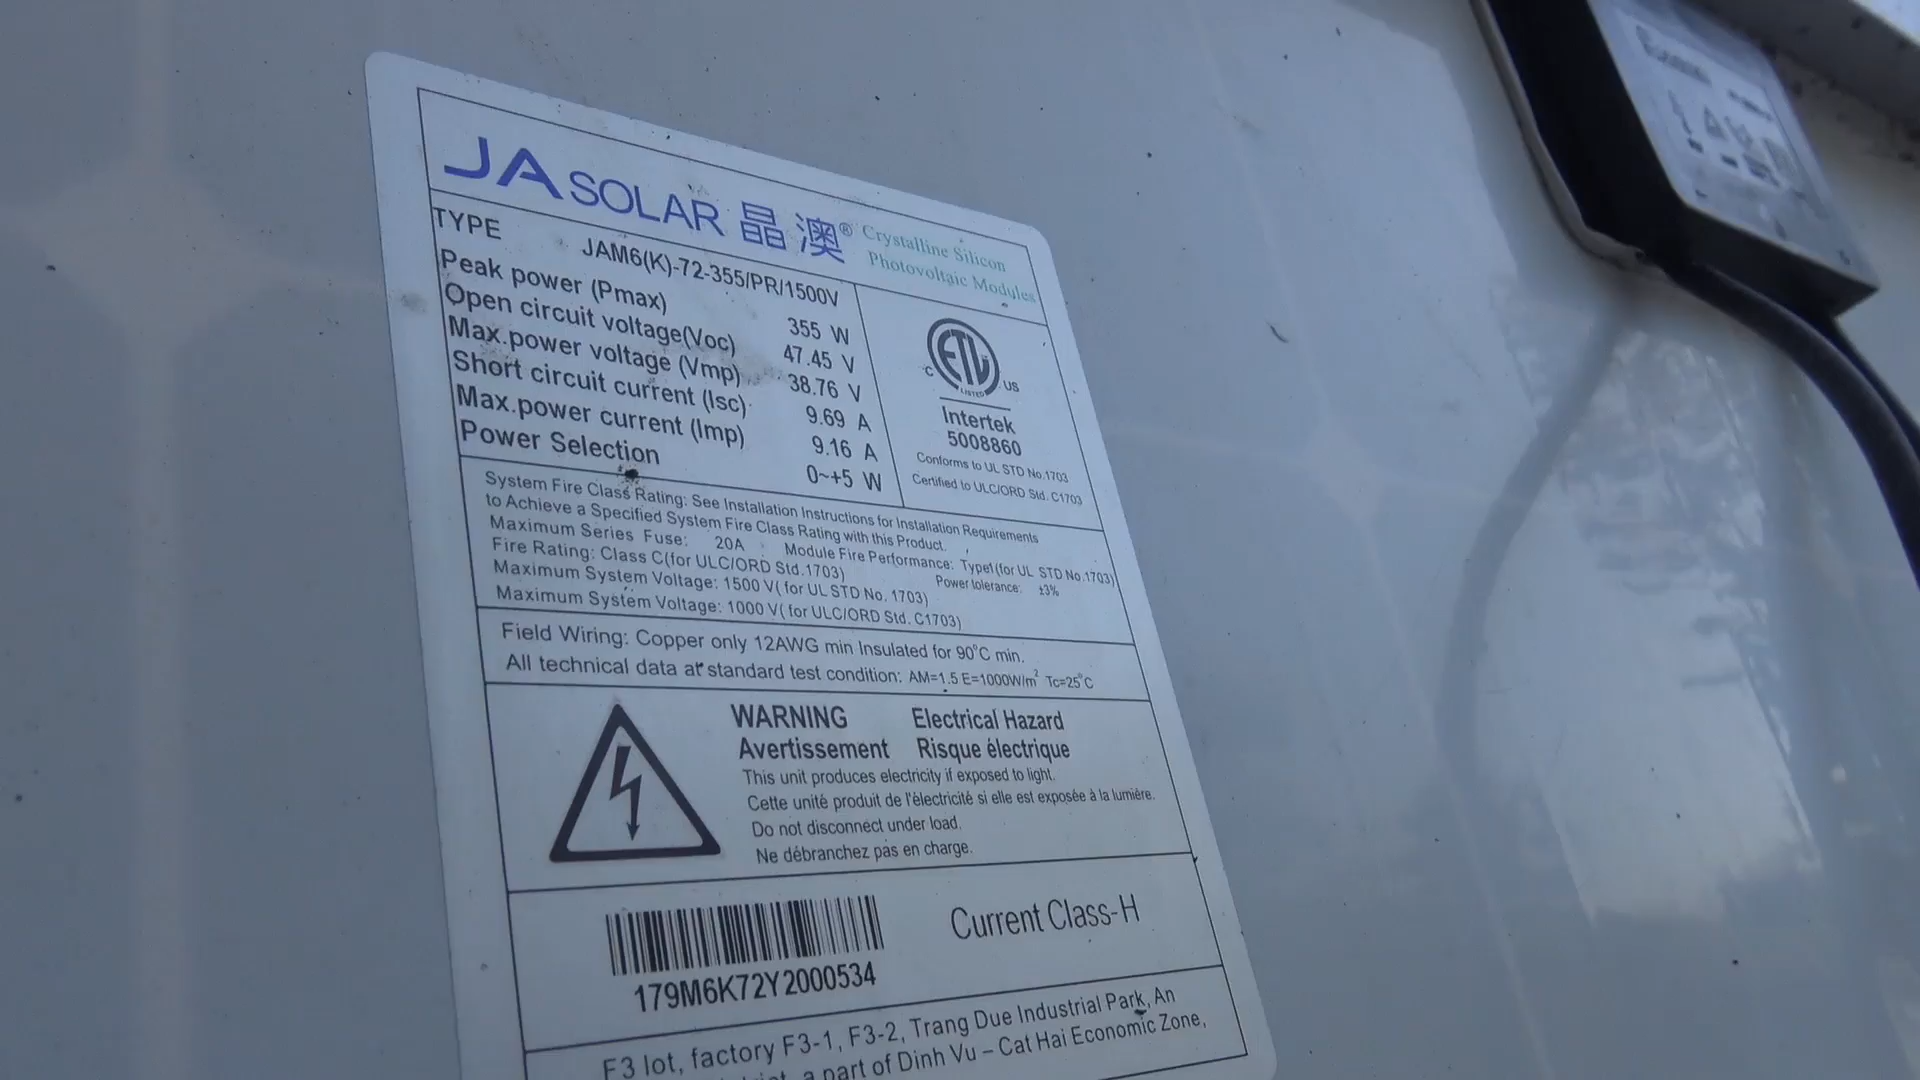 JA SOLAR 晶澳® Crystalline Silicon
Photovoltaic Modules
TYPE JAM6(K)-72-355/PR/1500V
Peak power (Pmax) 355 W
Open circuit voltage(Voc) 47.45 V
Max.power voltage (Vmp) 38.76 V
Short circuit current (Isc) 9.69 A
Max.power current (Imp) 9.16 A
Power Selection 0~+5 W
ETL
C US
LISTED
Intertek
5008860
Conforms to UL STD No.1703
Certified to ULC/ORD Std. C1703
System Fire Class Rating: See Installation Instructions for Installation Requirements
to Achieve a Specified System Fire Class Rating with this Product.
Maximum Series Fuse: 20A Module Fire Performance: Type1(for UL STD No.1703)
Fire Rating: Class C(for ULC/ORD Std.1703) Power tolerance: ±3%
Maximum System Voltage: 1500 V( for UL STD No. 1703)
Maximum System Voltage: 1000 V( for ULC/ORD Std. C1703)
Field Wiring: Copper only 12AWG min Insulated for 90°C min.
All technical data at standard test condition: AM=1.5 E=1000W/m² Tc=25°C
WARNING Electrical Hazard
Avertissement Risque électrique
This unit produces electricity if exposed to light.
Cette unité produit de l'électricité si elle est exposée à la lumière.
Do not disconnect under load.
Ne débranchez pas en charge.
179M6K72Y2000534
Current Class-H
F3 lot, factory F3-1, F3-2, Trang Due Industrial Park, An
a part of Dinh Vu – Cat Hai Economic Zone,